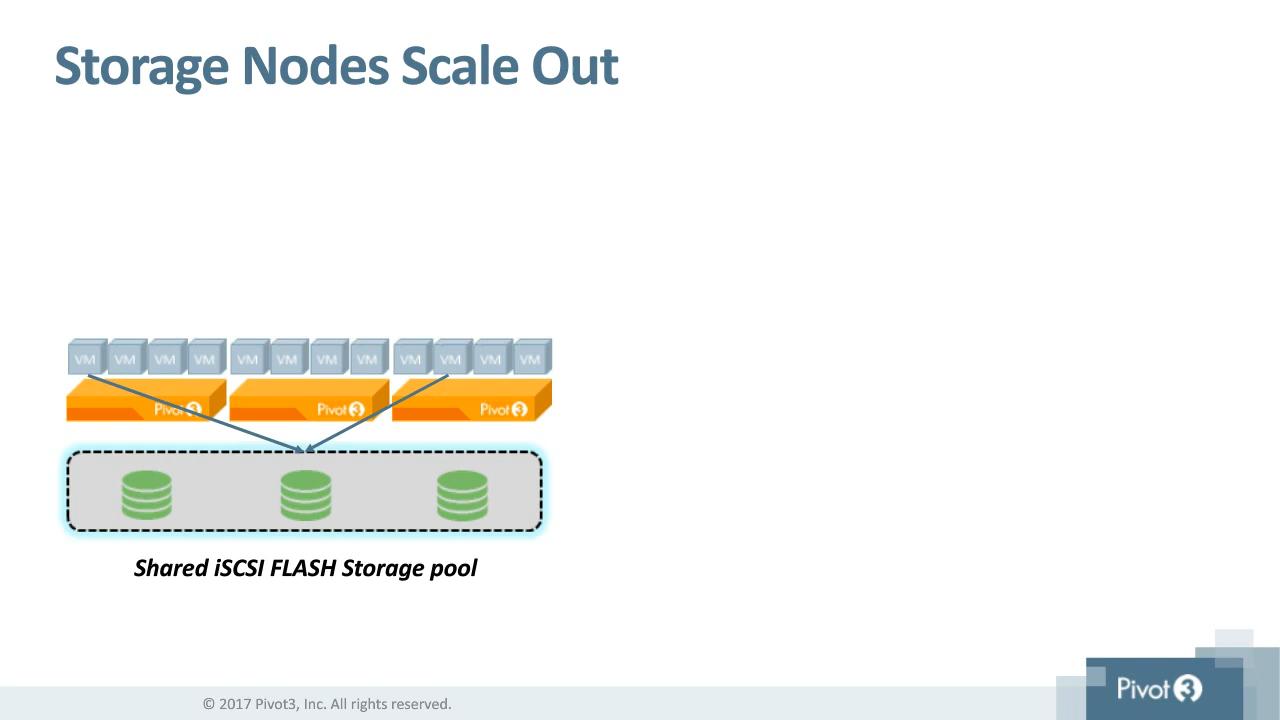 Storage Nodes Scale Out
VM VM VM VM VM VM VM VM VM VM VM VM
Pivot3 Pivot3 Pivot3
Shared iSCSI FLASH Storage pool
© 2017 Pivot3, Inc. All rights reserved.
Pivot3